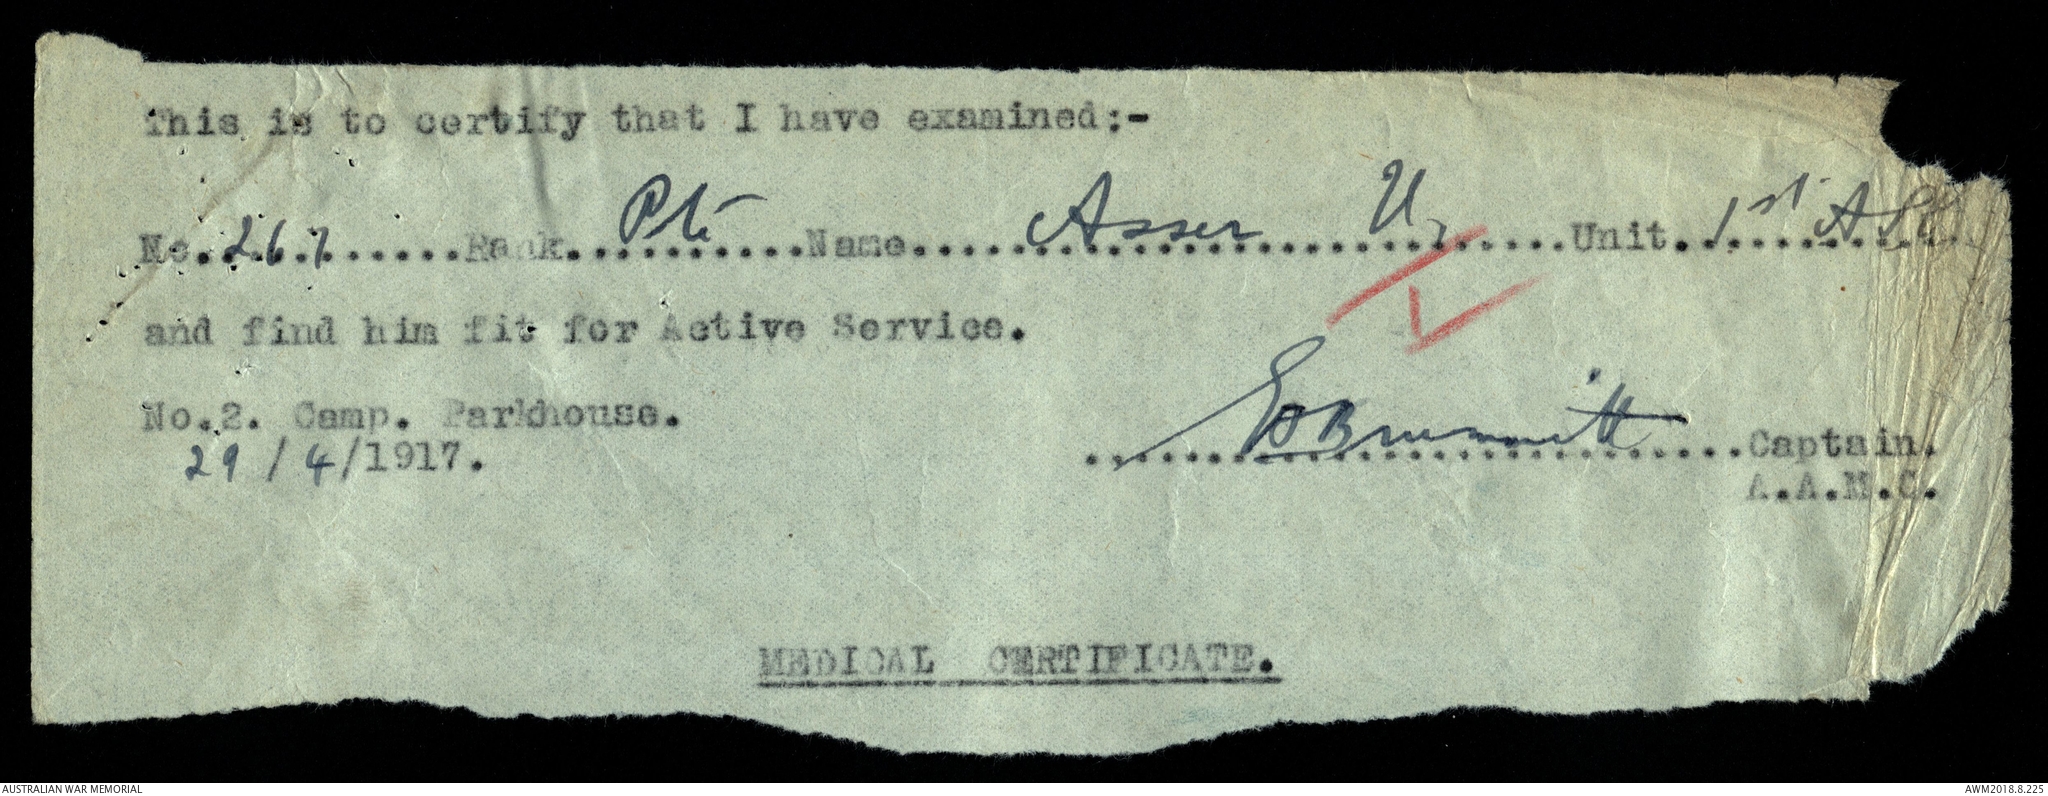 This is to certify that I have examined:-
No. 267 Rank Pte Name Asser U, Unit. 1st
and find him fit for Active Service.
No.2. Camp. Parkhouse.
29/4/1917.
Brummitt Captain.
A.A.M.C.
MEDICAL CERTIFICATE.
AUSTRALIAN WAR MEMORIAL
AWM2018.8.225